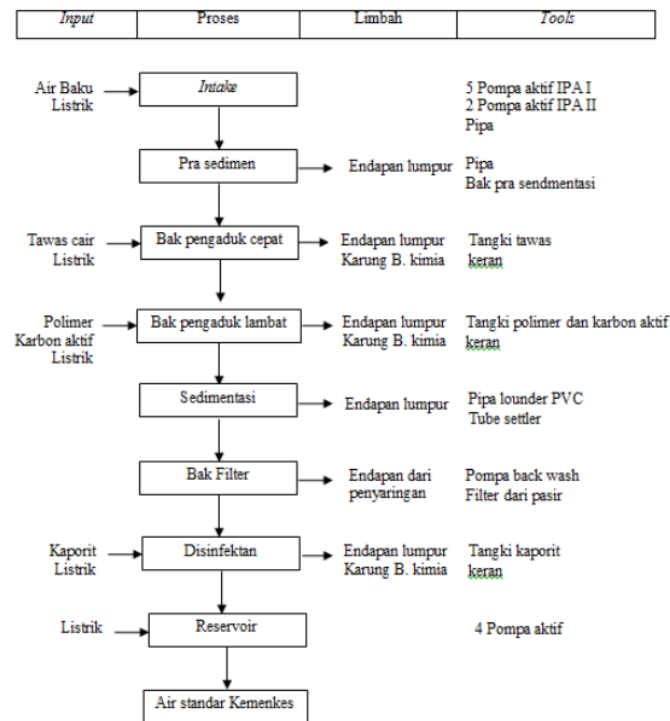 Input Proses Limbah Tools
Air Baku Intake 5 Pompa aktif IPA I
Listrik 2 Pompa aktif IPA II
Pipa
Pra sedimen Endapan lumpur Pipa
Bak pra sendmentasi
Tawas cair Bak pengaduk cepat Endapan lumpur Tangki tawas
Listrik Karung B. kimia keran
Polimer Bak pengaduk lambat Endapan lumpur Tangki polimer dan karbon aktif
Karbon aktif Karung B. kimia keran
Listrik
Sedimentasi Endapan lumpur Pipa lounder PVC
Tube settler
Bak Filter Endapan dari Pompa back wash
penyaringan Filter dari pasir
Kaporit Disinfektan Endapan lumpur Tangki kaporit
Listrik Karung B. kimia keran
Listrik Reservoir 4 Pompa aktif
Air standar Kemenkes